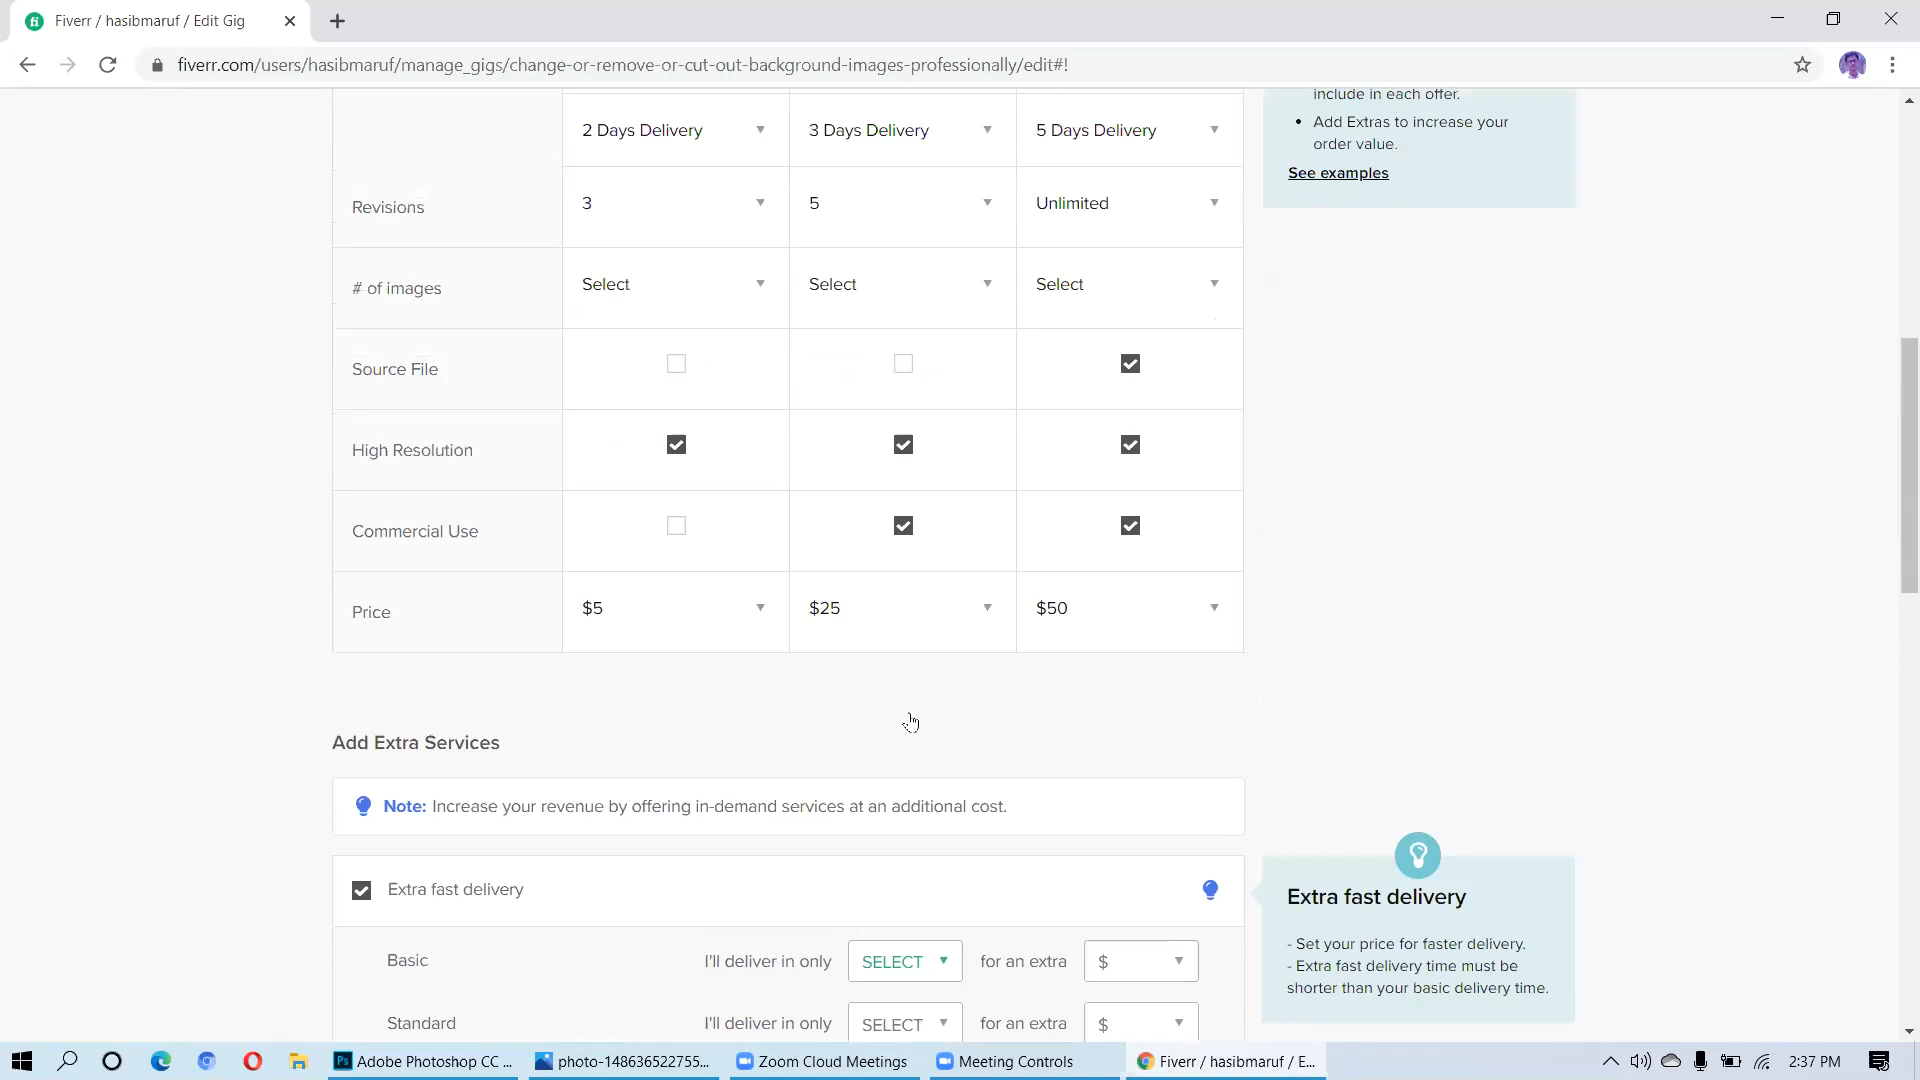 Fiverr / hasibmaruf / Edit Gig
fiverr.com/users/hasibmaruf/manage_gigs/change-or-remove-or-cut-out-background-images-professionally/edit#!
include in each offer.
2 Days Delivery 3 Days Delivery 5 Days Delivery
• Add Extras to increase your
order value.
See examples
Revisions 3 5 Unlimited
# of images Select Select Select
Source File
High Resolution
Commercial Use
Price $5 $25 $50
Add Extra Services
Note: Increase your revenue by offering in-demand services at an additional cost.
Extra fast delivery
Extra fast delivery
- Set your price for faster delivery.
- Extra fast delivery time must be
shorter than your basic delivery time.
Basic I'll deliver in only SELECT for an extra $
Standard I'll deliver in only SELECT for an extra $
Adobe Photoshop CC ... photo-148636522755... Zoom Cloud Meetings Meeting Controls Fiverr / hasibmaruf / E... 2:37 PM